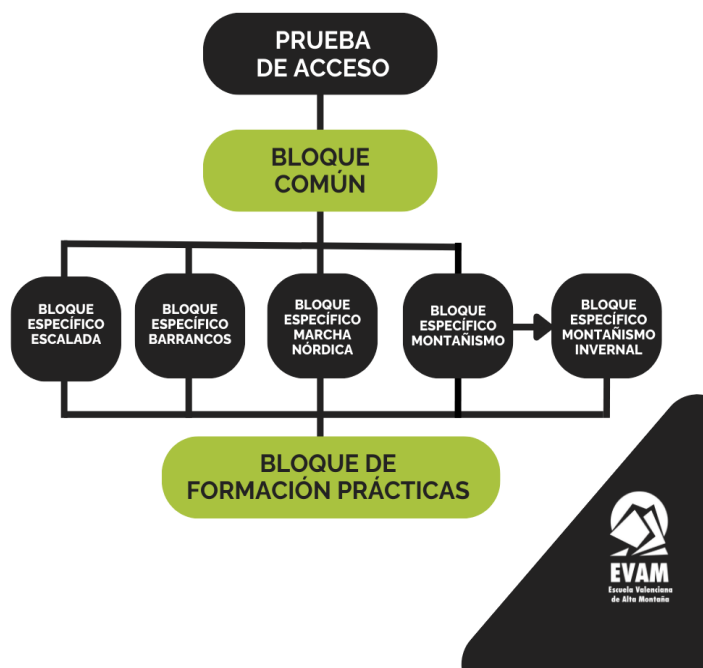 PRUEBA
DE ACCESO
BLOQUE
COMÚN
BLOQUE
ESPECÍFICO
ESCALADA
BLOQUE
ESPECÍFICO
BARRANCOS
BLOQUE
ESPECÍFICO
MARCHA
NÓRDICA
BLOQUE
ESPECÍFICO
MONTAÑISMO
BLOQUE
ESPECÍFICO
MONTAÑISMO
INVERNAL
BLOQUE DE
FORMACIÓN PRÁCTICAS
EVAM
Escuela Valenciana
de Alta Montaña